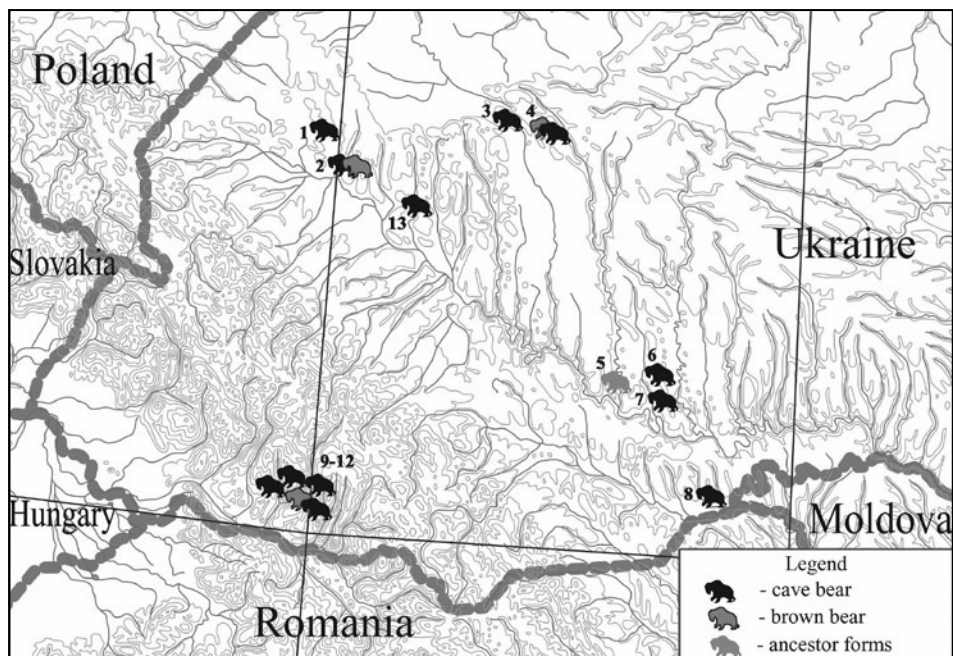 Poland
1
2
3
4
13
Slovakia
Ukraine
5
6
7
9-12
8
Hungary
Moldova
Romania
Legend
- cave bear
- brown bear
- ancestor forms